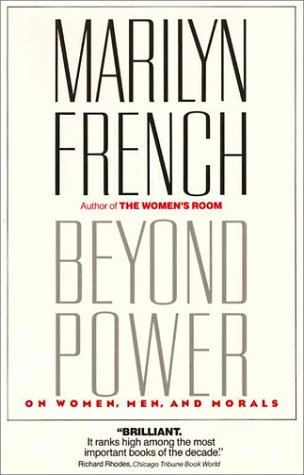 MARILYN
FRENCH
Author of THE WOMEN'S ROOM
BEYOND
POWER
ON WOMEN, MEN, AND MORALS
"BRILLIANT.
It ranks high among the most
important books of the decade."
Richard Rhodes, Chicago Tribune Book World